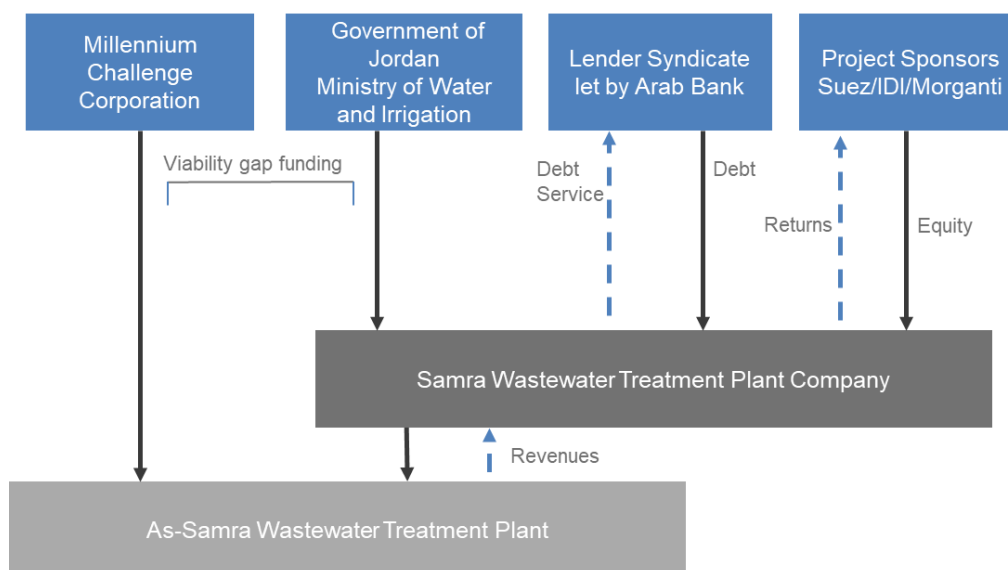 Millennium
Challenge
Corporation
Government of
Jordan
Ministry of Water
and Irrigation
Lender Syndicate
let by Arab Bank
Project Sponsors
Suez/IDI/Morganti
Viability gap funding
Debt
Service
Debt
Returns
Equity
Samra Wastewater Treatment Plant Company
Revenues
As-Samra Wastewater Treatment Plant